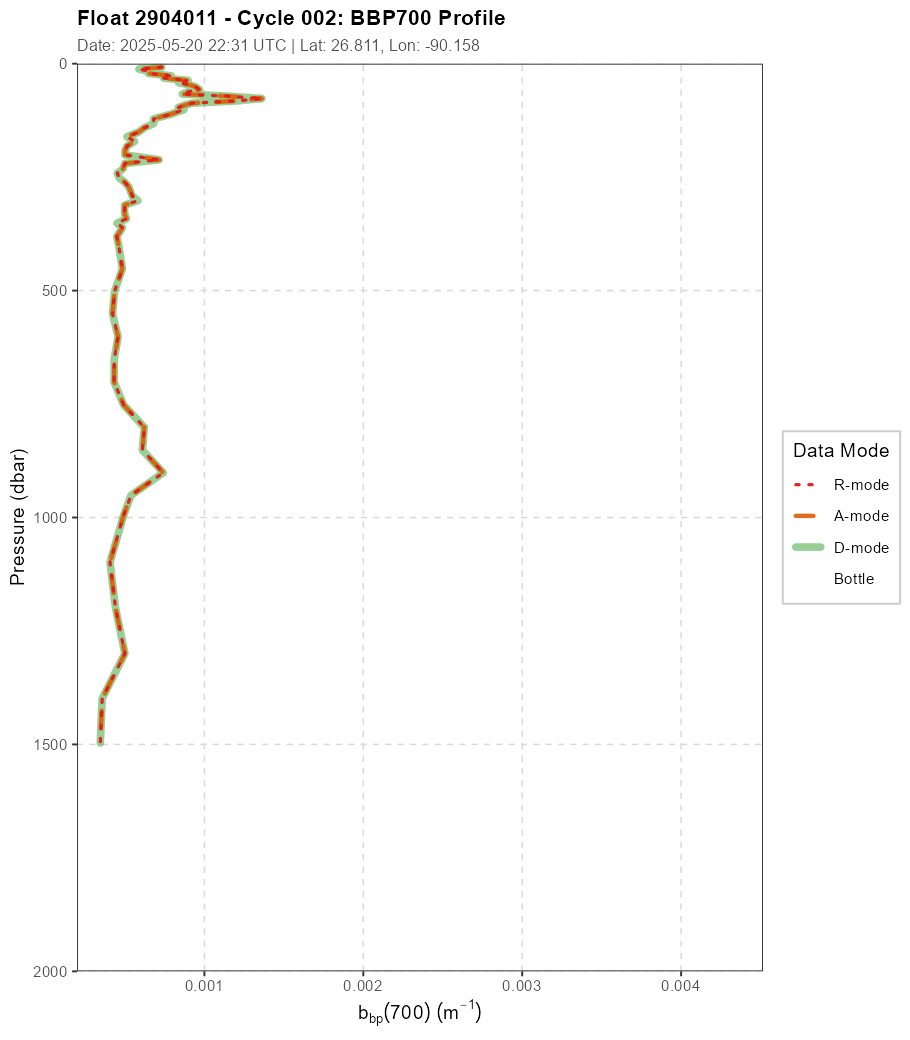 Float 2904011 - Cycle 002: BBP700 Profile
Date: 2025-05-20 22:31 UTC | Lat: 26.811, Lon: -90.158
0
500
1000
1500
2000
Pressure (dbar)
0.001 0.002 0.003 0.004
b_bp(700) (m⁻¹)
Data Mode
R-mode
A-mode
D-mode
Bottle